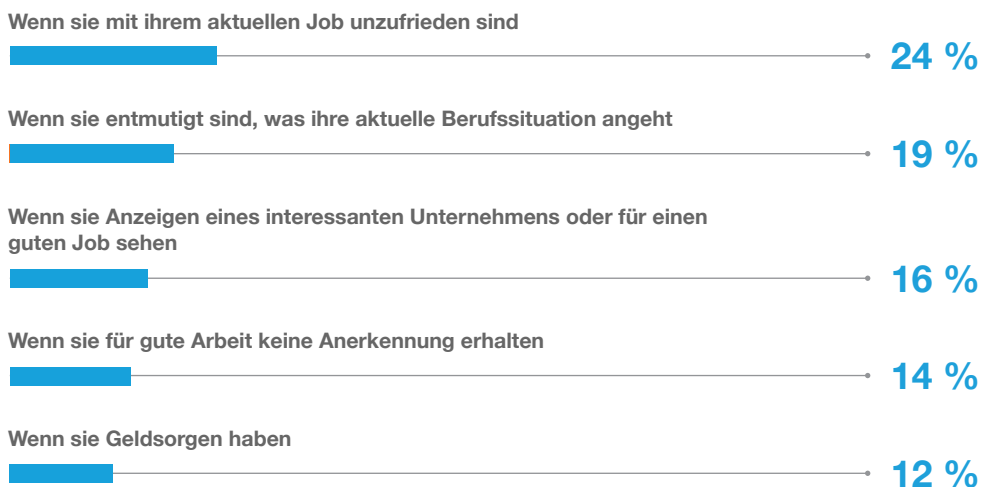 Wenn sie mit ihrem aktuellen Job unzufrieden sind
24 %
Wenn sie entmutigt sind, was ihre aktuelle Berufssituation angeht
19 %
Wenn sie Anzeigen eines interessanten Unternehmens oder für einen
guten Job sehen
16 %
Wenn sie für gute Arbeit keine Anerkennung erhalten
14 %
Wenn sie Geldsorgen haben
12 %